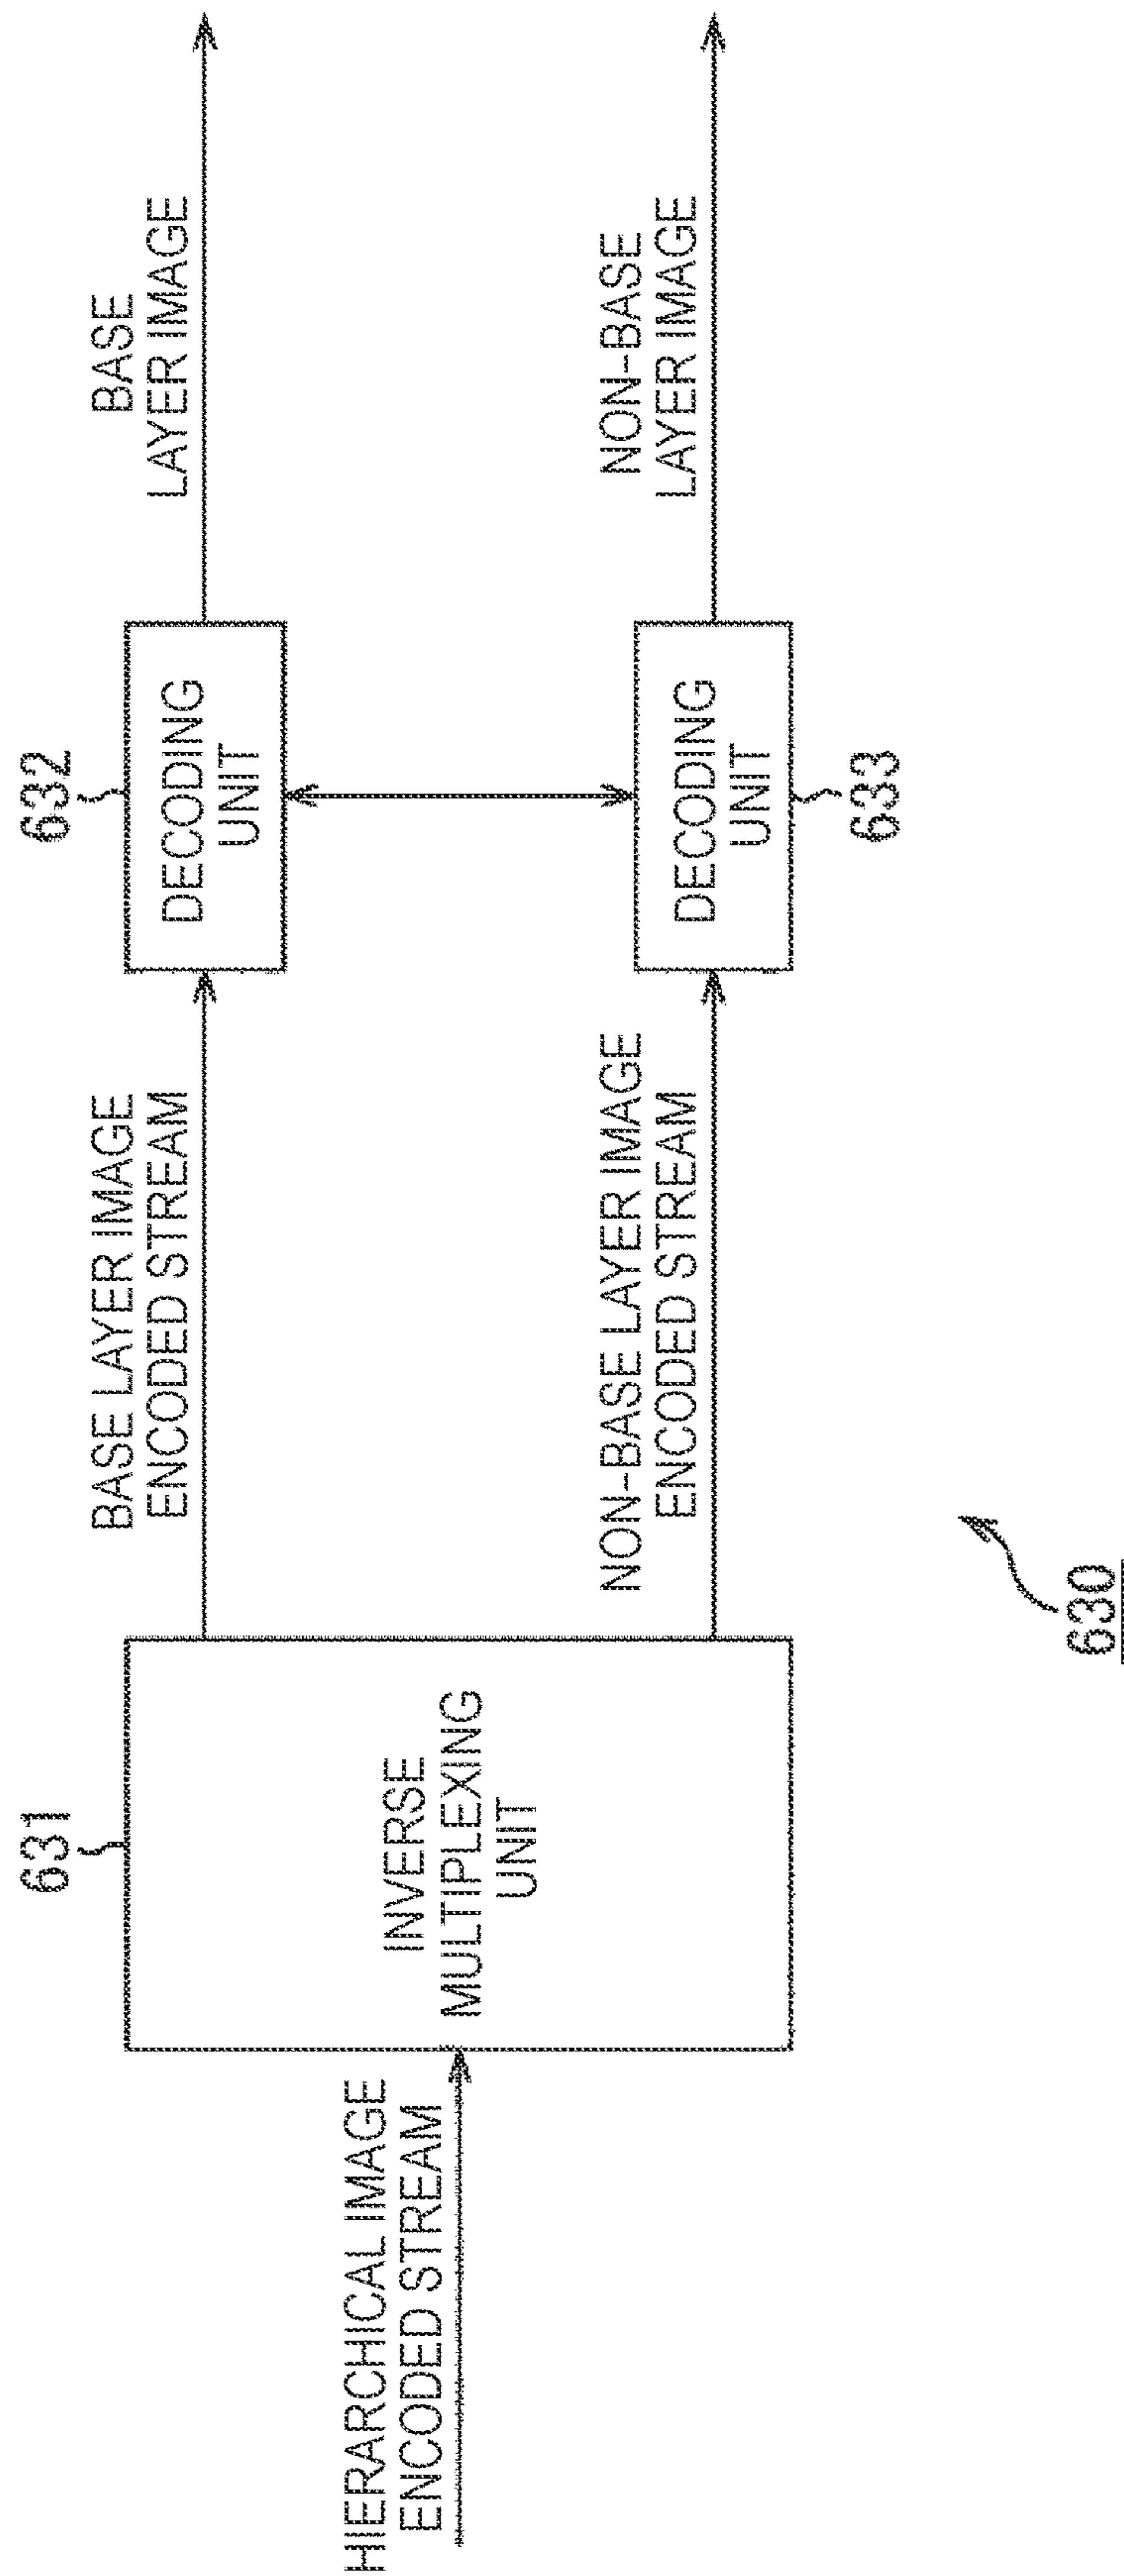 HIERARCHICAL IMAGE
ENCODED STREAM
631
INVERSE
MULTIPLEXING
UNIT
BASE LAYER IMAGE
ENCODED STREAM
632
DECODING
UNIT
BASE
LAYER IMAGE
NON-BASE LAYER IMAGE
ENCODED STREAM
DECODING
UNIT
633
NON-BASE
LAYER IMAGE
630